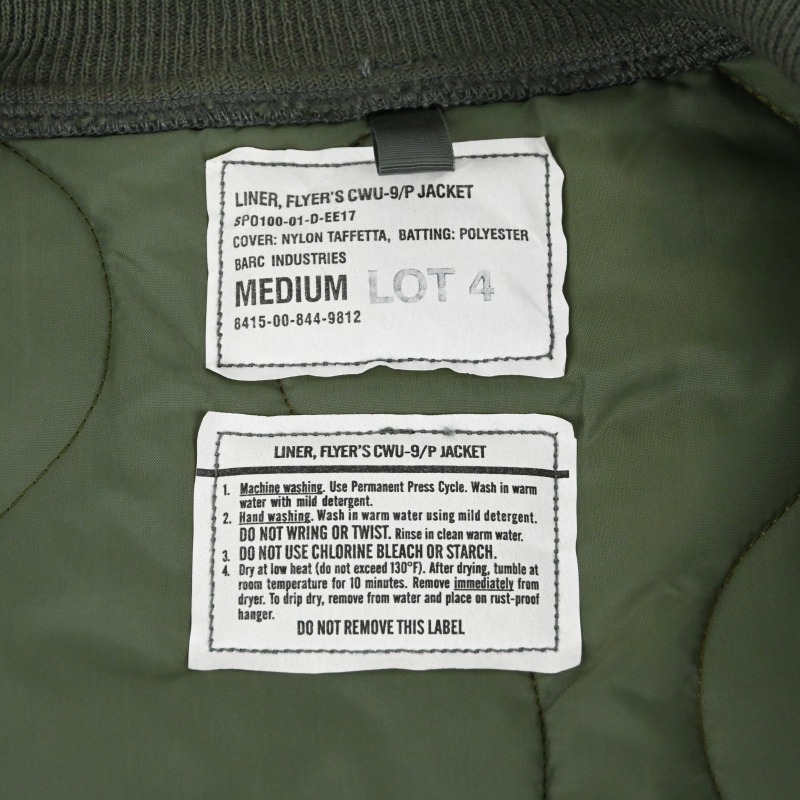 LINER, FLYER'S CWU-9/P JACKET
SPO100-01-D-EE17
COVER: NYLON TAFFETTA, BATTING: POLYESTER
BARC INDUSTRIES
MEDIUM LOT 4
8415-00-844-9812
LINER, FLYER'S CWU-9/P JACKET
1. Machine washing. Use Permanent Press Cycle. Wash in warm
water with mild detergent.
2. Hand washing. Wash in warm water using mild detergent.
DO NOT WRING OR TWIST. Rinse in clean warm water.
3. DO NOT USE CHLORINE BLEACH OR STARCH.
4. Dry at low heat (do not exceed 130°F). After drying, tumble at
room temperature for 10 minutes. Remove immediately from
dryer. To drip dry, remove from water and place on rust-proof
hanger.
DO NOT REMOVE THIS LABEL